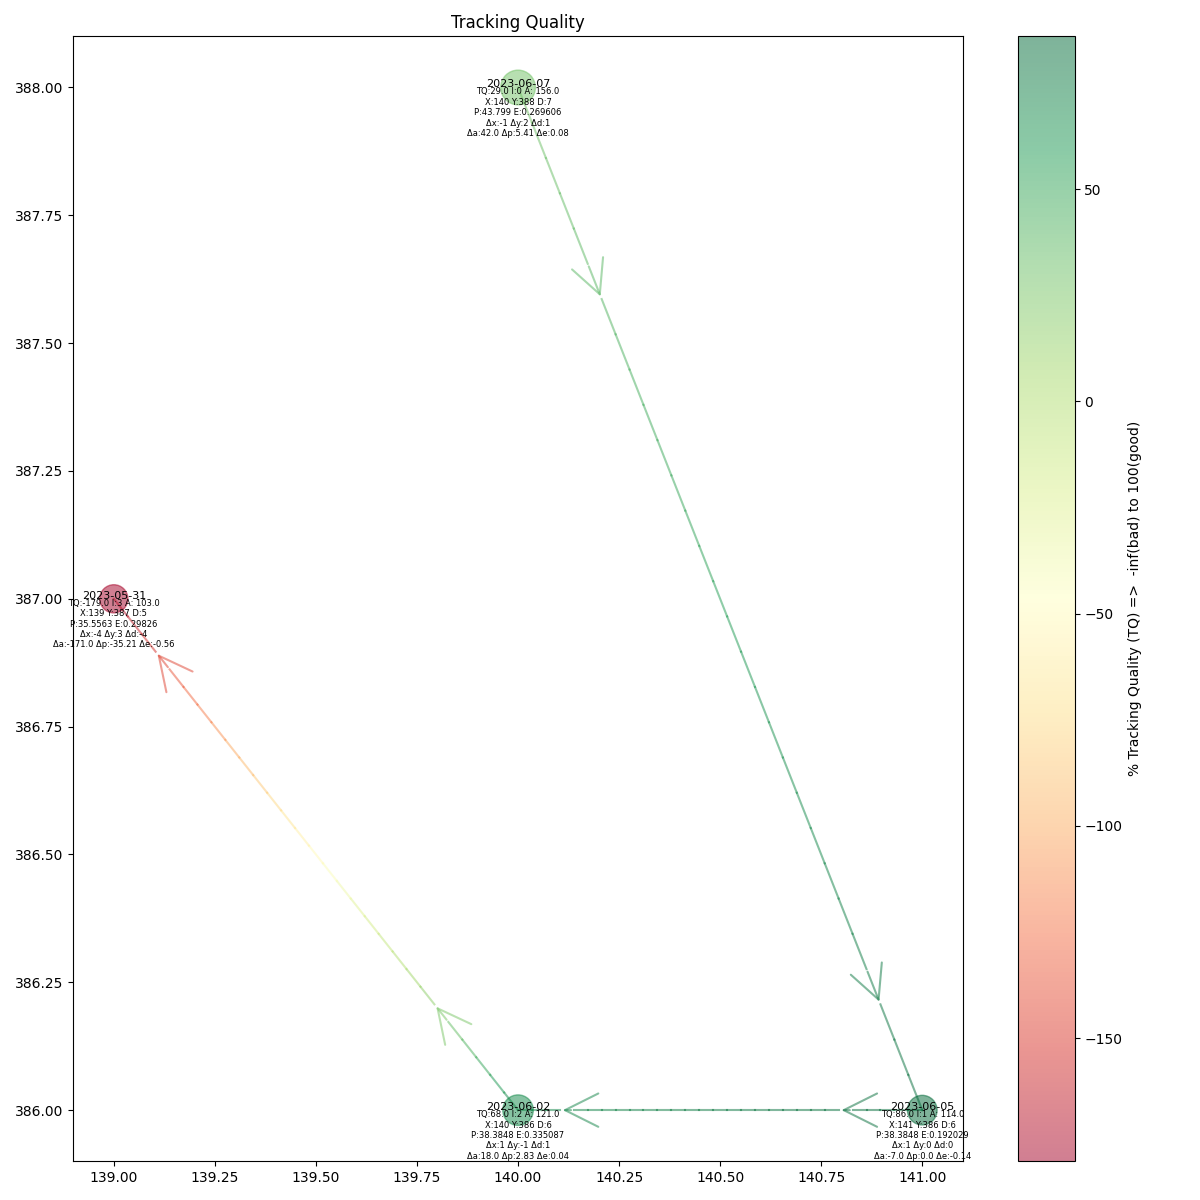 Tracking Quality
388.00
387.75
387.50
387.25
387.00
386.75
386.50
386.25
386.00
139.00
139.25
139.50
139.75
140.00
140.25
140.50
140.75
141.00
2023-06-07
TQ:29.0 I:0 A: 156.0
X:140 Y:388 D:7
P:43.799 E:0.269606
Δx:-1 Δy:2 Δd:1
Δa:42.0 Δp:5.41 Δe:0.08
2023-05-31
TQ:-179.0 I:3 A: 103.0
X:139 Y:387 D:5
P:35.5563 E:0.29826
Δx:-4 Δy:3 Δd:-4
Δa:-171.0 Δp:-35.21 Δe:-0.56
2023-06-02
TQ:68.0 I:2 A: 121.0
X:140 Y:386 D:6
P:38.3848 E:0.335087
Δx:1 Δy:-1 Δd:1
Δa:18.0 Δp:2.83 Δe:0.04
2023-06-05
TQ:86.0 I:1 A: 114.0
X:141 Y:386 D:6
P:38.3848 E:0.192029
Δx:1 Δy:0 Δd:0
Δa:-7.0 Δp:0.0 Δe:-0.14
50
0
−50
−100
−150
% Tracking Quality (TQ) =>  -inf(bad) to 100(good)